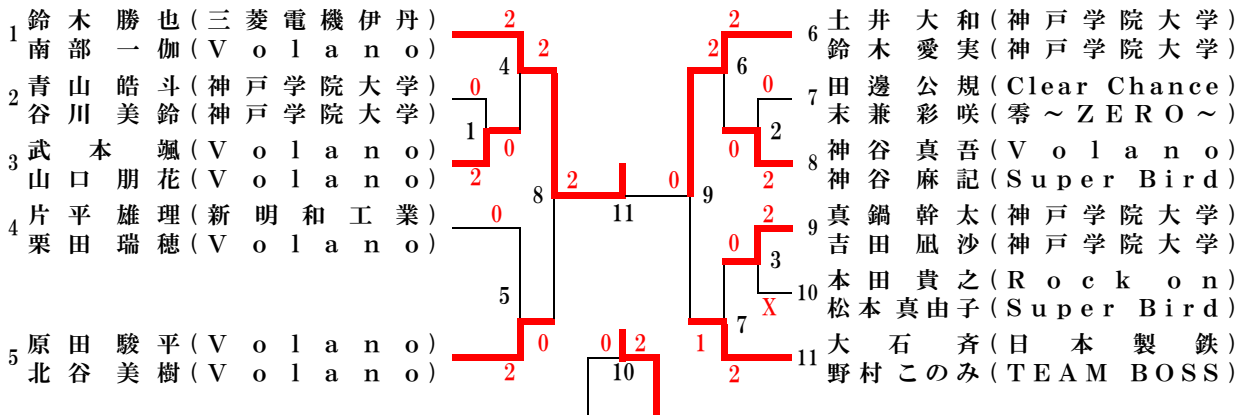 1 鈴木勝也(三菱電機伊丹)
南部一伽(Volano)
2 青山皓斗(神戸学院大学)
谷川美鈴(神戸学院大学)
3 武本颯(Volano)
山口朋花(Volano)
4 片平雄理(新明和工業)
栗田瑞穂(Volano)
5 原田駿平(Volano)
北谷美樹(Volano)
2
2
4
0
1
0
2
8
2
0
5
0
2
11
0 2
10
6 土井大和(神戸学院大学)
鈴木愛実(神戸学院大学)
7 田邊公規(Clear Chance)
末兼彩咲(零～ZERO～)
8 神谷真吾(Volano)
神谷麻記(Super Bird)
9 真鍋幹太(神戸学院大学)
吉田凪沙(神戸学院大学)
10 本田貴之(Rock on)
松本真由子(Super Bird)
11 大石斉(日本製鉄)
野村このみ(TEAM BOSS)
2
2
6
0
2
0
2
0
9
2
0
3
X
7
1
2